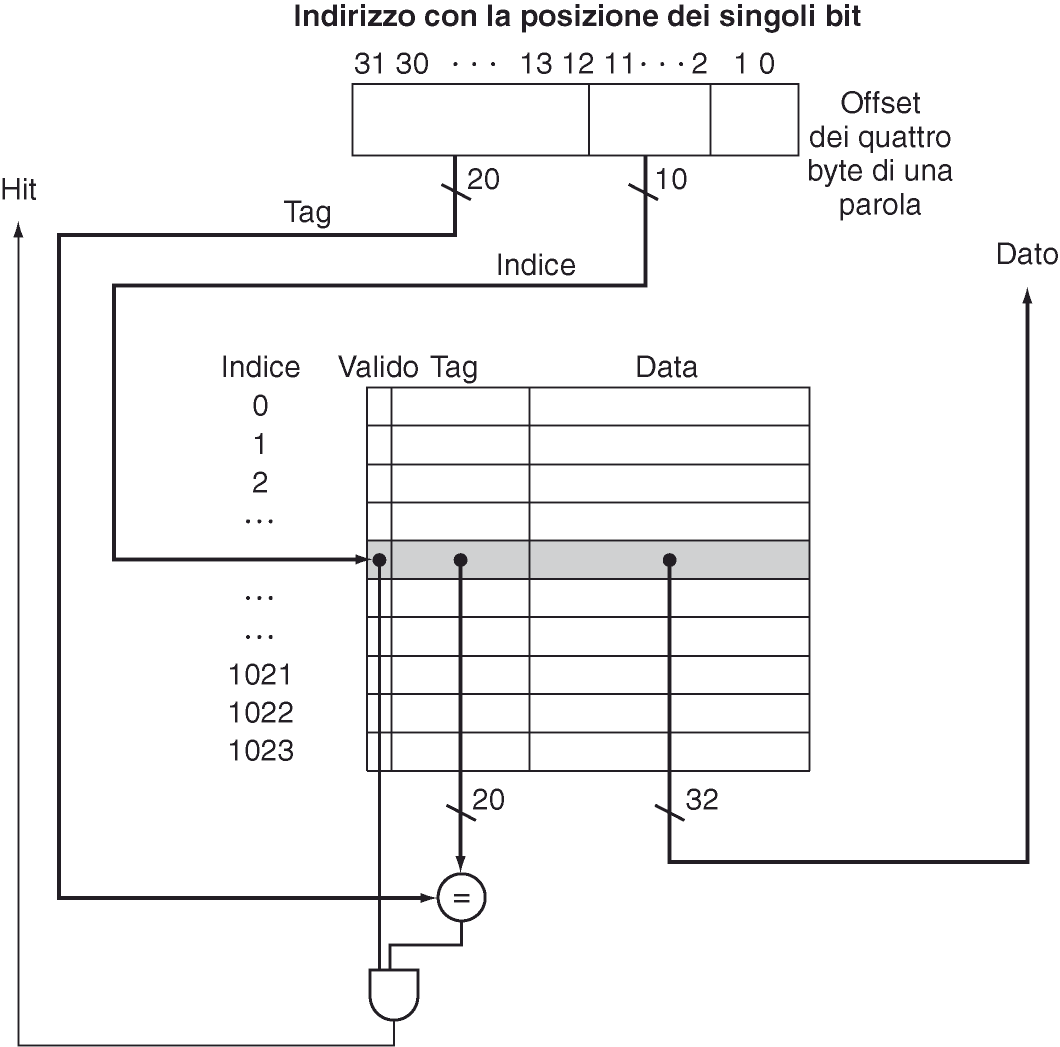 Indirizzo con la posizione dei singoli bit
31 30 ··· 13 12 11···2 1 0
Offset
dei quattro
byte di una
parola
Hit
20
10
Tag
Indice
Dato
Indice Valido Tag Data
0
1
2
···
···
···
1021
1022
1023
20
32
=